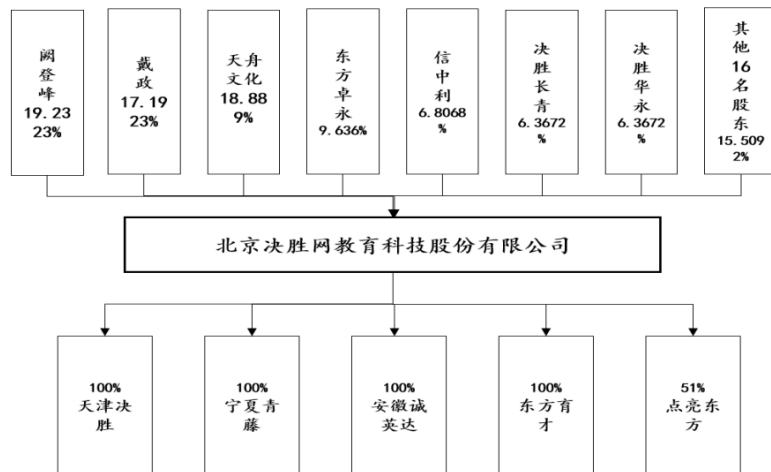 阙
登
峰
19.23
23%
戴
政
17.19
23%
天舟
文化
18.88
9%
东
方
卓
永
9.636%
信
中
利
6.8068
%
决
胜
长
青
6.3672
%
决
胜
华
永
6.3672
%
其
他
16
名
股
东
15.509
2%
北京决胜网教育科技股份有限公司
100%
天津决
胜
100%
宁夏青
藤
100%
安徽诚
英达
100%
东方育
才
51%
点亮东
方